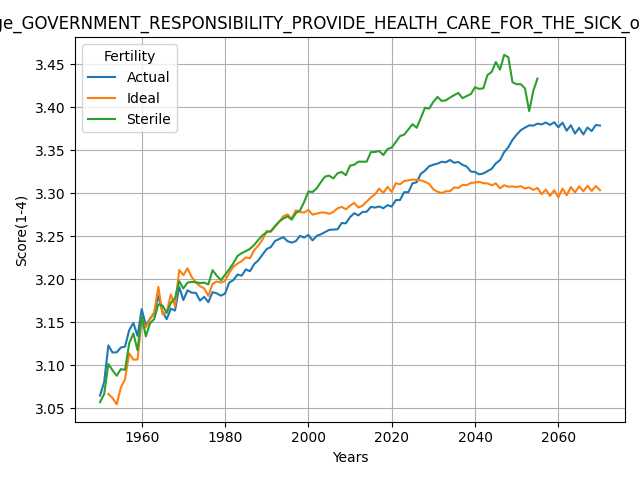 ge_GOVERNMENT_RESPONSIBILITY_PROVIDE_HEALTH_CARE_FOR_THE_SICK_o
Fertility
Actual
Ideal
Sterile
Score(1-4)
3.45
3.40
3.35
3.30
3.25
3.20
3.15
3.10
3.05
1960
1980
2000
2020
2040
2060
Years